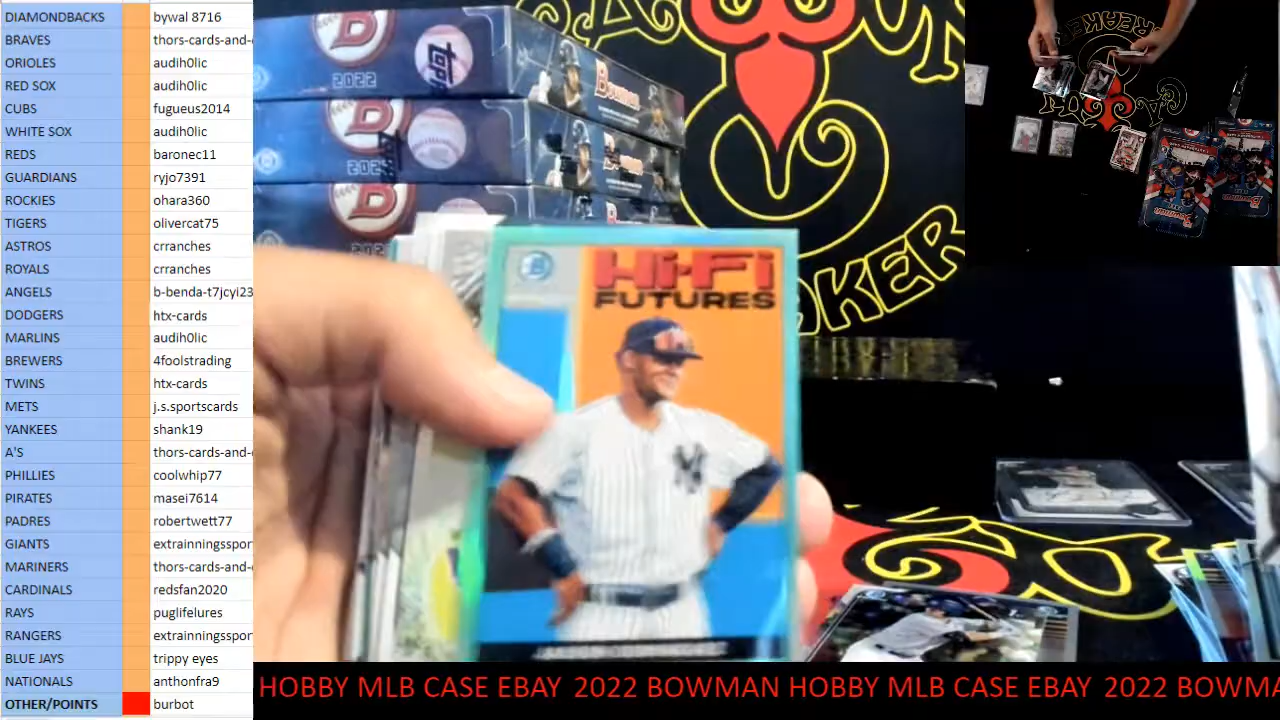 DIAMONDBACKS bywal 8716
BRAVES thors-cards-and-
ORIOLES audih0lic
RED SOX audih0lic
CUBS fugueus2014
WHITE SOX audih0lic
REDS baronec11
GUARDIANS ryjo7391
ROCKIES ohara360
TIGERS olivercat75
ASTROS crranches
ROYALS crranches
ANGELS b-benda-t7jcyi23
DODGERS htx-cards
MARLINS audih0lic
BREWERS 4foolstrading
TWINS htx-cards
METS j.s.sportscards
YANKEES shank19
A'S thors-cards-and-
PHILLIES coolwhip77
PIRATES masei7614
PADRES robertwett77
GIANTS extrainningsspor
MARINERS thors-cards-and-
CARDINALS redsfan2020
RAYS puglifelures
RANGERS extrainningsspor
BLUE JAYS trippy eyes
NATIONALS anthonfra9
OTHER/POINTS burbot
2022
topps
Bowman
2022
Bowman
Hi-Fi
FUTURES
HOBBY MLB CASE EBAY 2022 BOWMAN HOBBY MLB CASE EBAY 2022 BOWMA